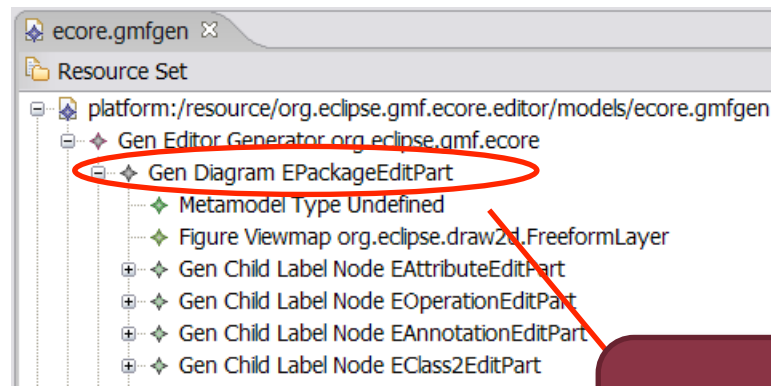 ecore.gmfgen
Resource Set
platform:/resource/org.eclipse.gmf.ecore.editor/models/ecore.gmfgen
Gen Editor Generator org.eclipse.gmf.ecore
Gen Diagram EPackageEditPart
Metamodel Type Undefined
Figure Viewmap org.eclipse.draw2d.FreeformLayer
Gen Child Label Node EAttributeEditPart
Gen Child Label Node EOperationEditPart
Gen Child Label Node EAnnotationEditPart
Gen Child Label Node EClass2EditPart